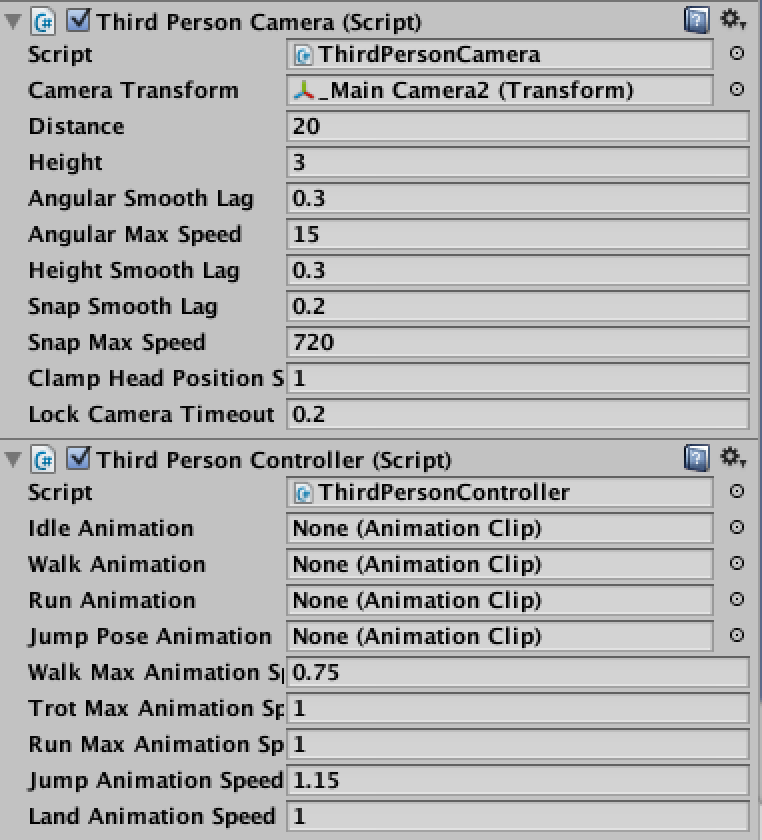 Third Person Camera (Script)
Script ThirdPersonCamera
Camera Transform _Main Camera2 (Transform)
Distance 20
Height 3
Angular Smooth Lag 0.3
Angular Max Speed 15
Height Smooth Lag 0.3
Snap Smooth Lag 0.2
Snap Max Speed 720
Clamp Head Position S 1
Lock Camera Timeout 0.2
Third Person Controller (Script)
Script ThirdPersonController
Idle Animation None (Animation Clip)
Walk Animation None (Animation Clip)
Run Animation None (Animation Clip)
Jump Pose Animation None (Animation Clip)
Walk Max Animation Sp 0.75
Trot Max Animation Sp 1
Run Max Animation Sp 1
Jump Animation Speed 1.15
Land Animation Speed 1